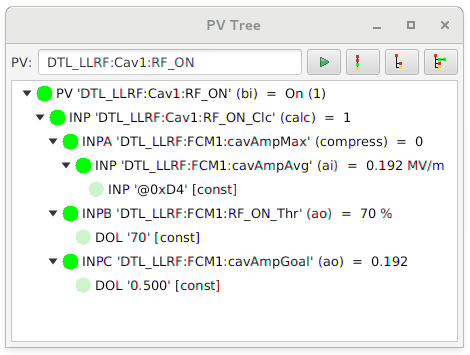 PV Tree
PV: DTL_LLRF:Cav1:RF_ON
PV 'DTL_LLRF:Cav1:RF_ON' (bi) = On (1)
INP 'DTL_LLRF:Cav1:RF_ON_Clc' (calc) = 1
INPA 'DTL_LLRF:FCM1:cavAmpMax' (compress) = 0
INP 'DTL_LLRF:FCM1:cavAmpAvg' (ai) = 0.192 MV/m
INP '@0xD4' [const]
INPB 'DTL_LLRF:FCM1:RF_ON_Thr' (ao) = 70 %
DOL '70' [const]
INPC 'DTL_LLRF:FCM1:cavAmpGoal' (ao) = 0.192
DOL '0.500' [const]